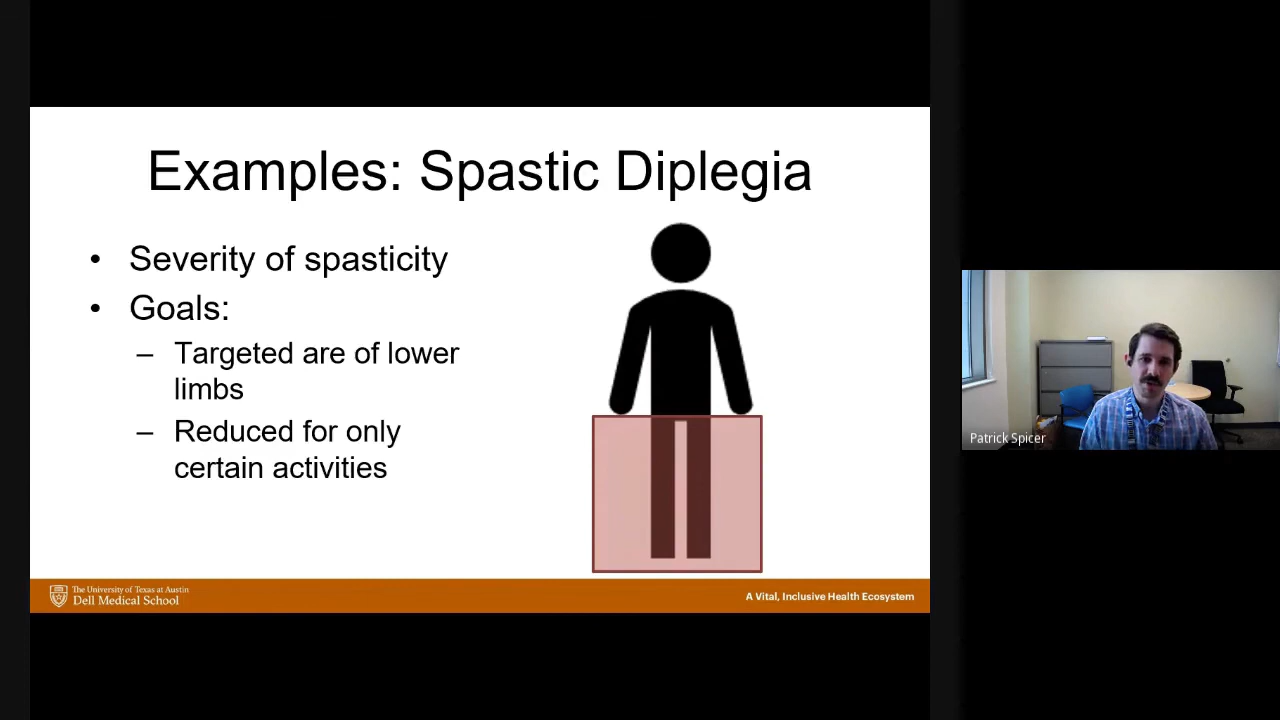 Examples: Spastic Diplegia
• Severity of spasticity
• Goals:
– Targeted are of lower
limbs
– Reduced for only
certain activities
The University of Texas at Austin
Dell Medical School
A Vital, Inclusive Health Ecosystem
Patrick Spicer